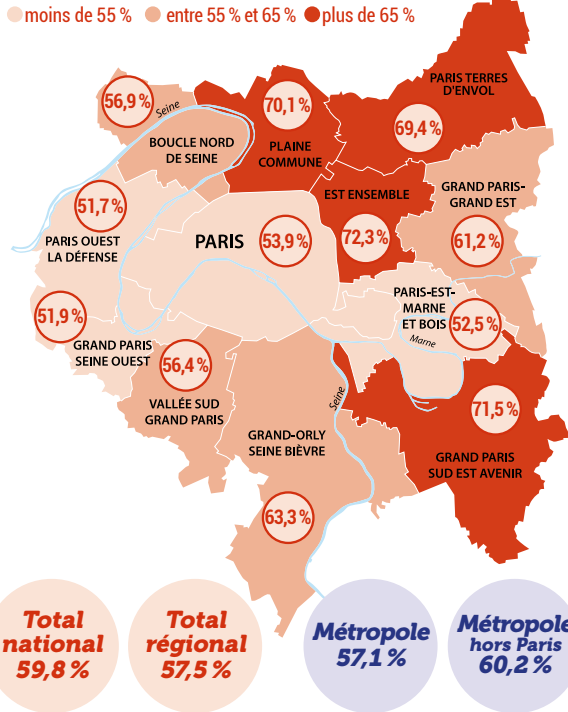 moins de 55 % entre 55 % et 65 % plus de 65 %
PARIS TERRES
D'ENVOL
69,4 %
56,9 %
Seine
BOUCLE NORD
DE SEINE
70,1 %
PLAINE
COMMUNE
EST ENSEMBLE
72,3 %
GRAND PARIS-
GRAND EST
61,2 %
51,7 %
PARIS OUEST
LA DÉFENSE
PARIS
53,9 %
PARIS-EST-
MARNE
ET BOIS
52,5 %
Marne
51,9 %
GRAND PARIS
SEINE OUEST
56,4 %
VALLÉE SUD
GRAND PARIS
Seine
GRAND-ORLY
SEINE BIÈVRE
63,3 %
71,5 %
GRAND PARIS
SUD EST AVENIR
Total
national
59,8 %
Total
régional
57,5 %
Métropole
57,1 %
Métropole
hors Paris
60,2 %